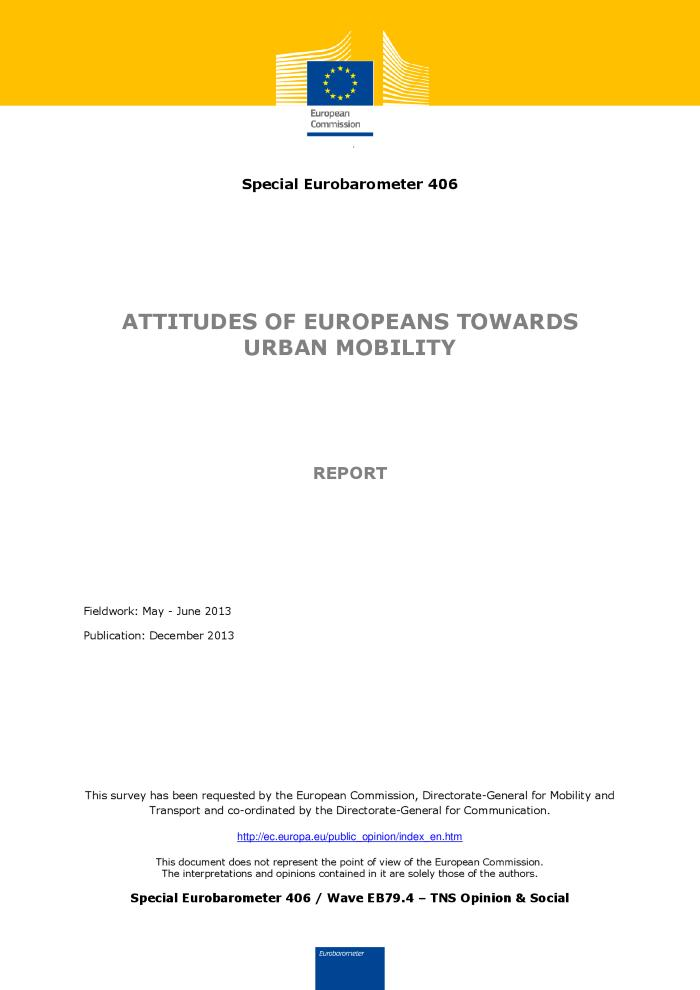 European
Commission
Special Eurobarometer 406
ATTITUDES OF EUROPEANS TOWARDS
URBAN MOBILITY
REPORT
Fieldwork: May - June 2013
Publication: December 2013
This survey has been requested by the European Commission, Directorate-General for Mobility and
Transport and co-ordinated by the Directorate-General for Communication.
http://ec.europa.eu/public_opinion/index_en.htm
This document does not represent the point of view of the European Commission.
The interpretations and opinions contained in it are solely those of the authors.
Special Eurobarometer 406 / Wave EB79.4 – TNS Opinion & Social
Eurobarometer